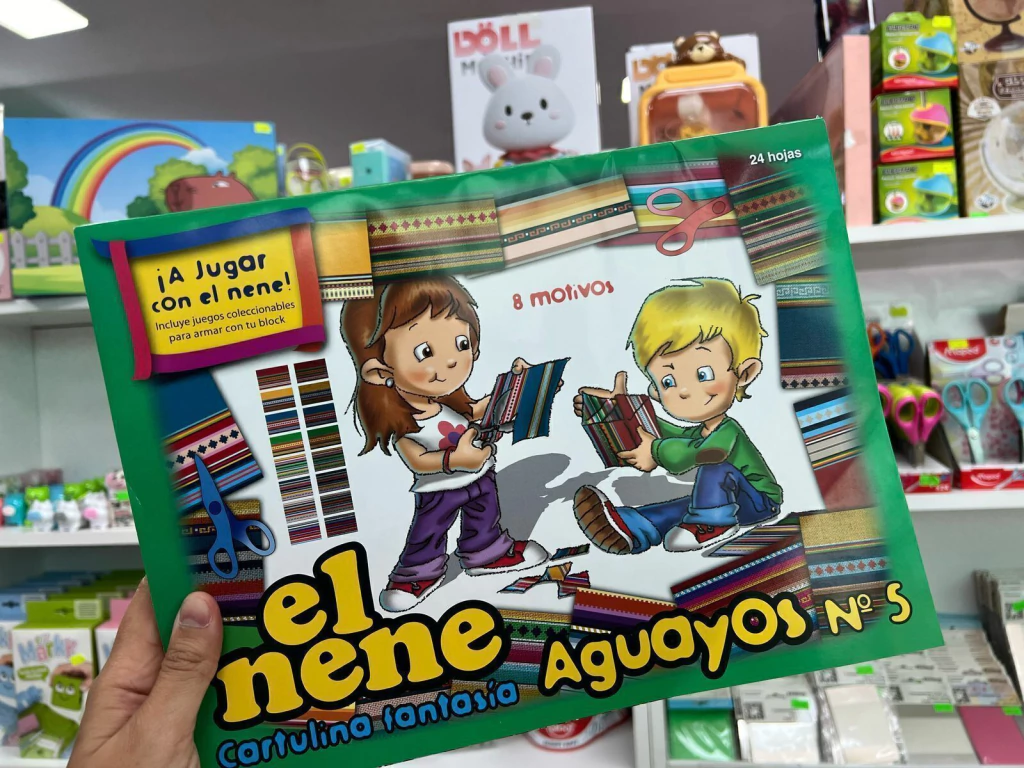 DÖLL
24 hojas
¡A Jugar
con el nene!
Incluye juegos coleccionables
para armar con tu block
8 motivos
Maped
el
nene
Aguayos Nº 5
Cartulina fantasía